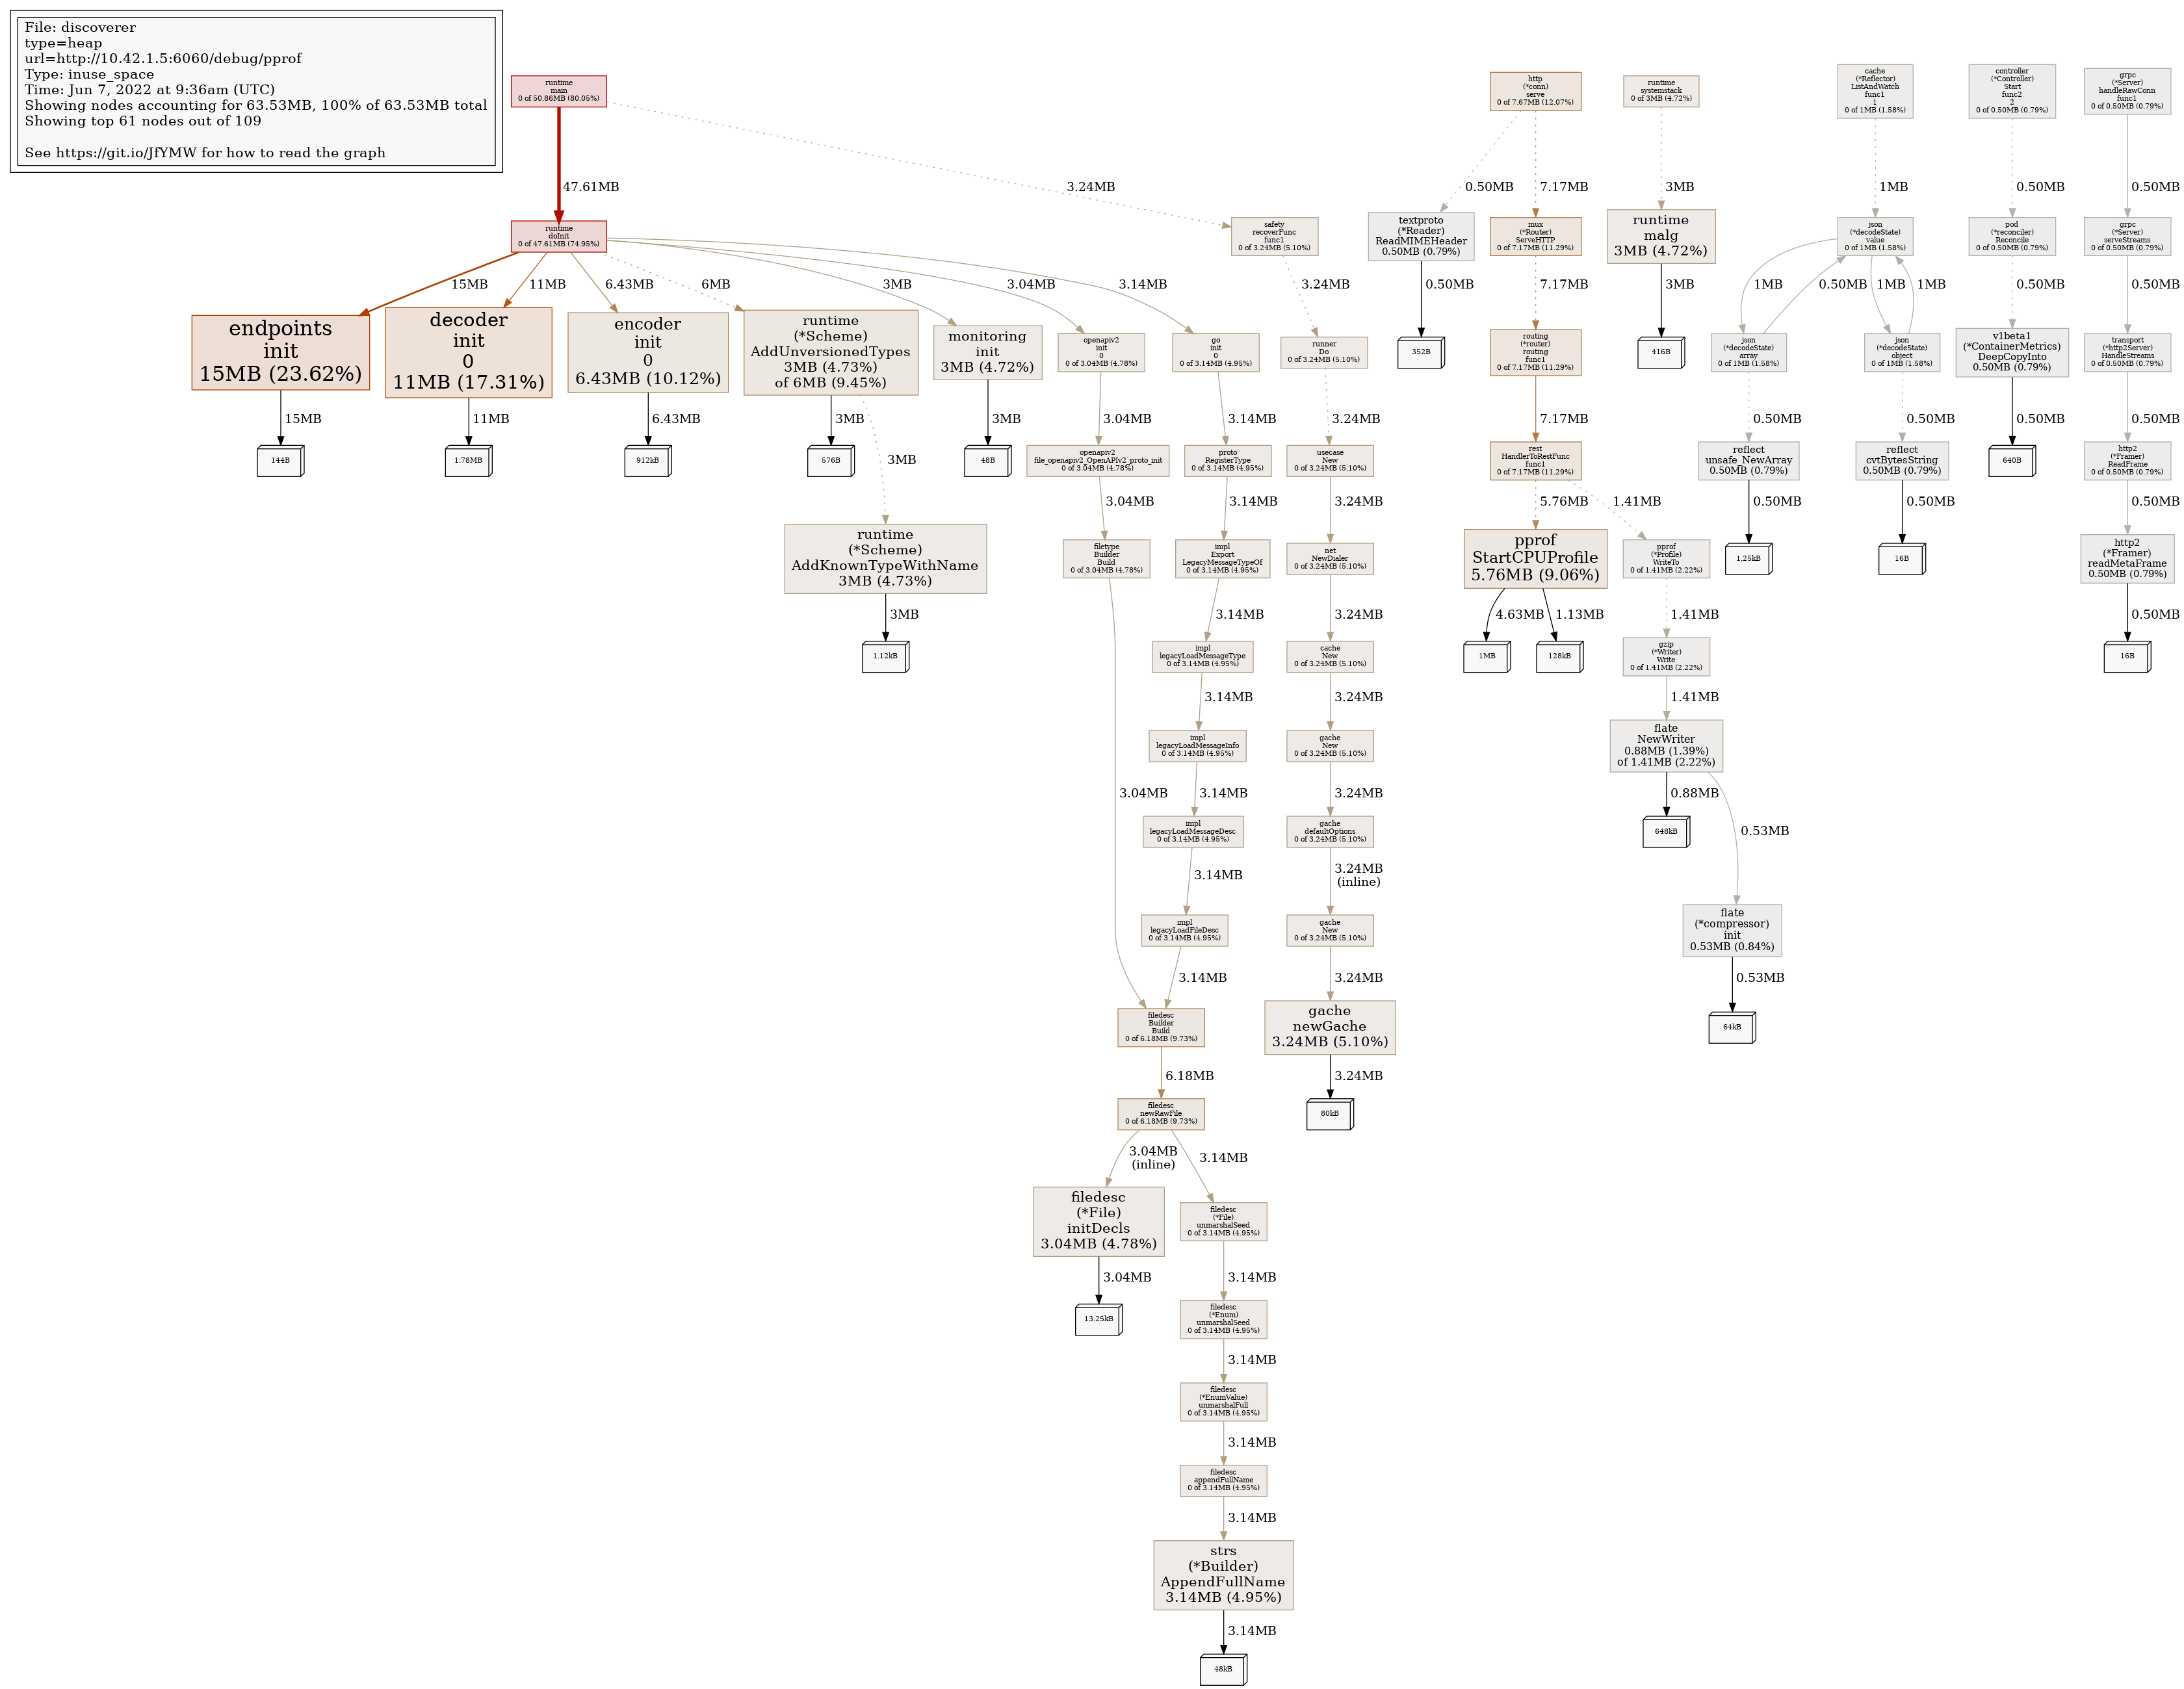 File: discoverer
type=heap
url=http://10.42.1.5:6060/debug/pprof
Type: inuse_space
Time: Jun 7, 2022 at 9:36am (UTC)
Showing nodes accounting for 63.53MB, 100% of 63.53MB total
Showing top 61 nodes out of 109
See https://git.io/JfYMW for how to read the graph
runtime
main
0 of 50.86MB (80.05%)
http
(*conn)
serve
0 of 7.67MB (12.07%)
runtime
systemstack
0 of 3MB (4.72%)
cache
(*Reflector)
ListAndWatch
func1
1
0 of 1MB (1.58%)
controller
(*Controller)
Start
func2
2
0 of 0.50MB (0.79%)
grpc
(*Server)
handleRawConn
func1
0 of 0.50MB (0.79%)
47.61MB
3.24MB
0.50MB
7.17MB
3MB
1MB
0.50MB
0.50MB
runtime
doInit
0 of 47.61MB (74.95%)
safety
recoverFunc
func1
0 of 3.24MB (5.10%)
textproto
(*Reader)
ReadMIMEHeader
0.50MB (0.79%)
mux
(*Router)
ServeHTTP
0 of 7.17MB (11.29%)
runtime
malg
3MB (4.72%)
json
(*decodeState)
value
0 of 1MB (1.58%)
pod
(*reconciler)
Reconcile
0 of 0.50MB (0.79%)
grpc
(*Server)
serveStreams
0 of 0.50MB (0.79%)
15MB
11MB
6.43MB
6MB
3MB
3.04MB
3.14MB
3.24MB
0.50MB
7.17MB
3MB
1MB
0.50MB
1MB
1MB
0.50MB
0.50MB
endpoints
init
15MB (23.62%)
decoder
init
0
11MB (17.31%)
encoder
init
0
6.43MB (10.12%)
runtime
(*Scheme)
AddUnversionedTypes
3MB (4.73%)
of 6MB (9.45%)
monitoring
init
3MB (4.72%)
openapiv2
init
0
0 of 3.04MB (4.78%)
go
init
0
0 of 3.14MB (4.95%)
runner
Do
0 of 3.24MB (5.10%)
352B
routing
(*router)
routing
func1
0 of 7.17MB (11.29%)
416B
json
(*decodeState)
array
0 of 1MB (1.58%)
json
(*decodeState)
object
0 of 1MB (1.58%)
v1beta1
(*ContainerMetrics)
DeepCopyInto
0.50MB (0.79%)
transport
(*http2Server)
HandleStreams
0 of 0.50MB (0.79%)
15MB
11MB
6.43MB
3MB
3MB
3MB
3.04MB
3.14MB
3.24MB
7.17MB
0.50MB
0.50MB
0.50MB
0.50MB
144B
1.78MB
912kB
576B
48B
openapiv2
file_openapiv2_OpenAPIv2_proto_init
0 of 3.04MB (4.78%)
proto
RegisterType
0 of 3.14MB (4.95%)
usecase
New
0 of 3.24MB (5.10%)
rest
HandlerToRestFunc
func1
0 of 7.17MB (11.29%)
reflect
unsafe_NewArray
0.50MB (0.79%)
reflect
cvtBytesString
0.50MB (0.79%)
640B
http2
(*Framer)
ReadFrame
0 of 0.50MB (0.79%)
3.04MB
3.14MB
3.24MB
5.76MB
1.41MB
0.50MB
0.50MB
0.50MB
runtime
(*Scheme)
AddKnownTypeWithName
3MB (4.73%)
filetype
Builder
Build
0 of 3.04MB (4.78%)
impl
Export
LegacyMessageTypeOf
0 of 3.14MB (4.95%)
net
NewDialer
0 of 3.24MB (5.10%)
pprof
StartCPUProfile
5.76MB (9.06%)
pprof
(*Profile)
WriteTo
0 of 1.41MB (2.22%)
1.25kB
16B
http2
(*Framer)
readMetaFrame
0.50MB (0.79%)
3MB
3.14MB
3.24MB
4.63MB
1.13MB
1.41MB
0.50MB
1.12kB
impl
legacyLoadMessageType
0 of 3.14MB (4.95%)
cache
New
0 of 3.24MB (5.10%)
1MB
128kB
gzip
(*Writer)
Write
0 of 1.41MB (2.22%)
16B
3.14MB
3.24MB
1.41MB
impl
legacyLoadMessageInfo
0 of 3.14MB (4.95%)
gache
New
0 of 3.24MB (5.10%)
flate
NewWriter
0.88MB (1.39%)
of 1.41MB (2.22%)
3.04MB
3.14MB
3.24MB
0.88MB
0.53MB
impl
legacyLoadMessageDesc
0 of 3.14MB (4.95%)
gache
defaultOptions
0 of 3.24MB (5.10%)
648kB
3.14MB
3.24MB
(inline)
impl
legacyLoadFileDesc
0 of 3.14MB (4.95%)
gache
New
0 of 3.24MB (5.10%)
flate
(*compressor)
init
0.53MB (0.84%)
3.14MB
3.24MB
0.53MB
filedesc
Builder
Build
0 of 6.18MB (9.73%)
gache
newGache
3.24MB (5.10%)
64kB
6.18MB
3.24MB
filedesc
newRawFile
0 of 6.18MB (9.73%)
80kB
3.04MB
(inline)
3.14MB
filedesc
(*File)
initDecls
3.04MB (4.78%)
filedesc
(*File)
unmarshalSeed
0 of 3.14MB (4.95%)
3.04MB
3.14MB
13.25kB
filedesc
(*Enum)
unmarshalSeed
0 of 3.14MB (4.95%)
3.14MB
filedesc
(*EnumValue)
unmarshalFull
0 of 3.14MB (4.95%)
3.14MB
filedesc
appendFullName
0 of 3.14MB (4.95%)
3.14MB
strs
(*Builder)
AppendFullName
3.14MB (4.95%)
3.14MB
48kB